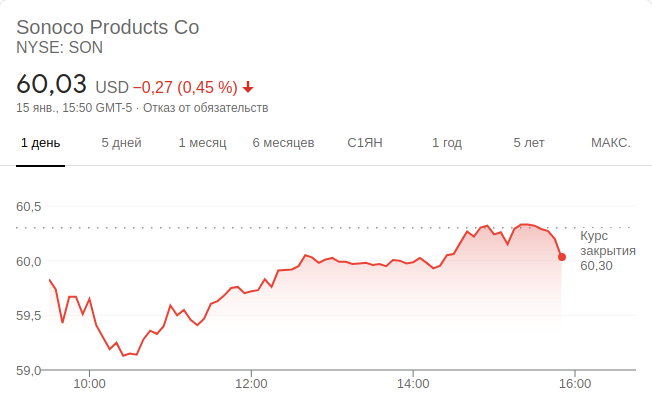 Sonoco Products Co
NYSE: SON
60,03 USD −0,27 (0,45 %)
15 янв., 15:50 GMT-5 · Отказ от обязательств
1 день 5 дней 1 месяц 6 месяцев С1ЯН 1 год 5 лет МАКС.
60,5
Курс
закрытия
60,30
60,0
59,5
59,0
10:00 12:00 14:00 16:00